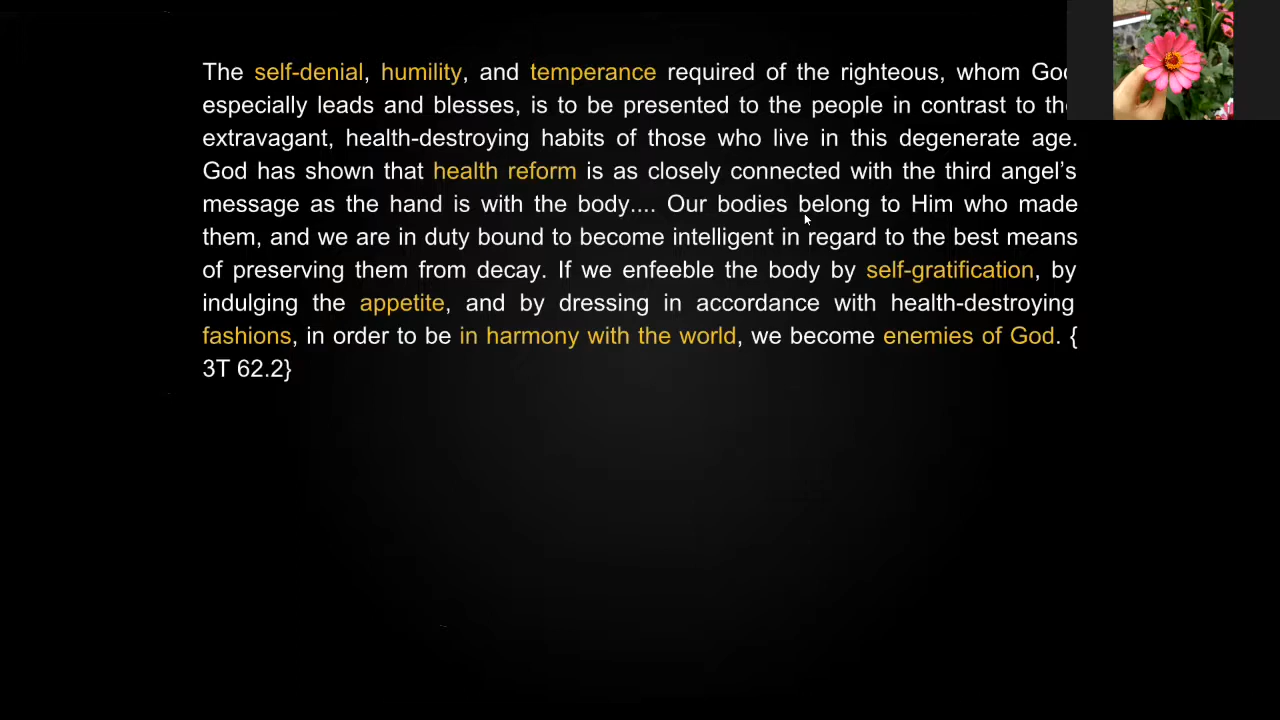 The self-denial, humility, and temperance required of the righteous, whom God
especially leads and blesses, is to be presented to the people in contrast to the
extravagant, health-destroying habits of those who live in this degenerate age.
God has shown that health reform is as closely connected with the third angel’s
message as the hand is with the body.... Our bodies belong to Him who made
them, and we are in duty bound to become intelligent in regard to the best means
of preserving them from decay. If we enfeeble the body by self-gratification, by
indulging the appetite, and by dressing in accordance with health-destroying
fashions, in order to be in harmony with the world, we become enemies of God. {
3T 62.2}